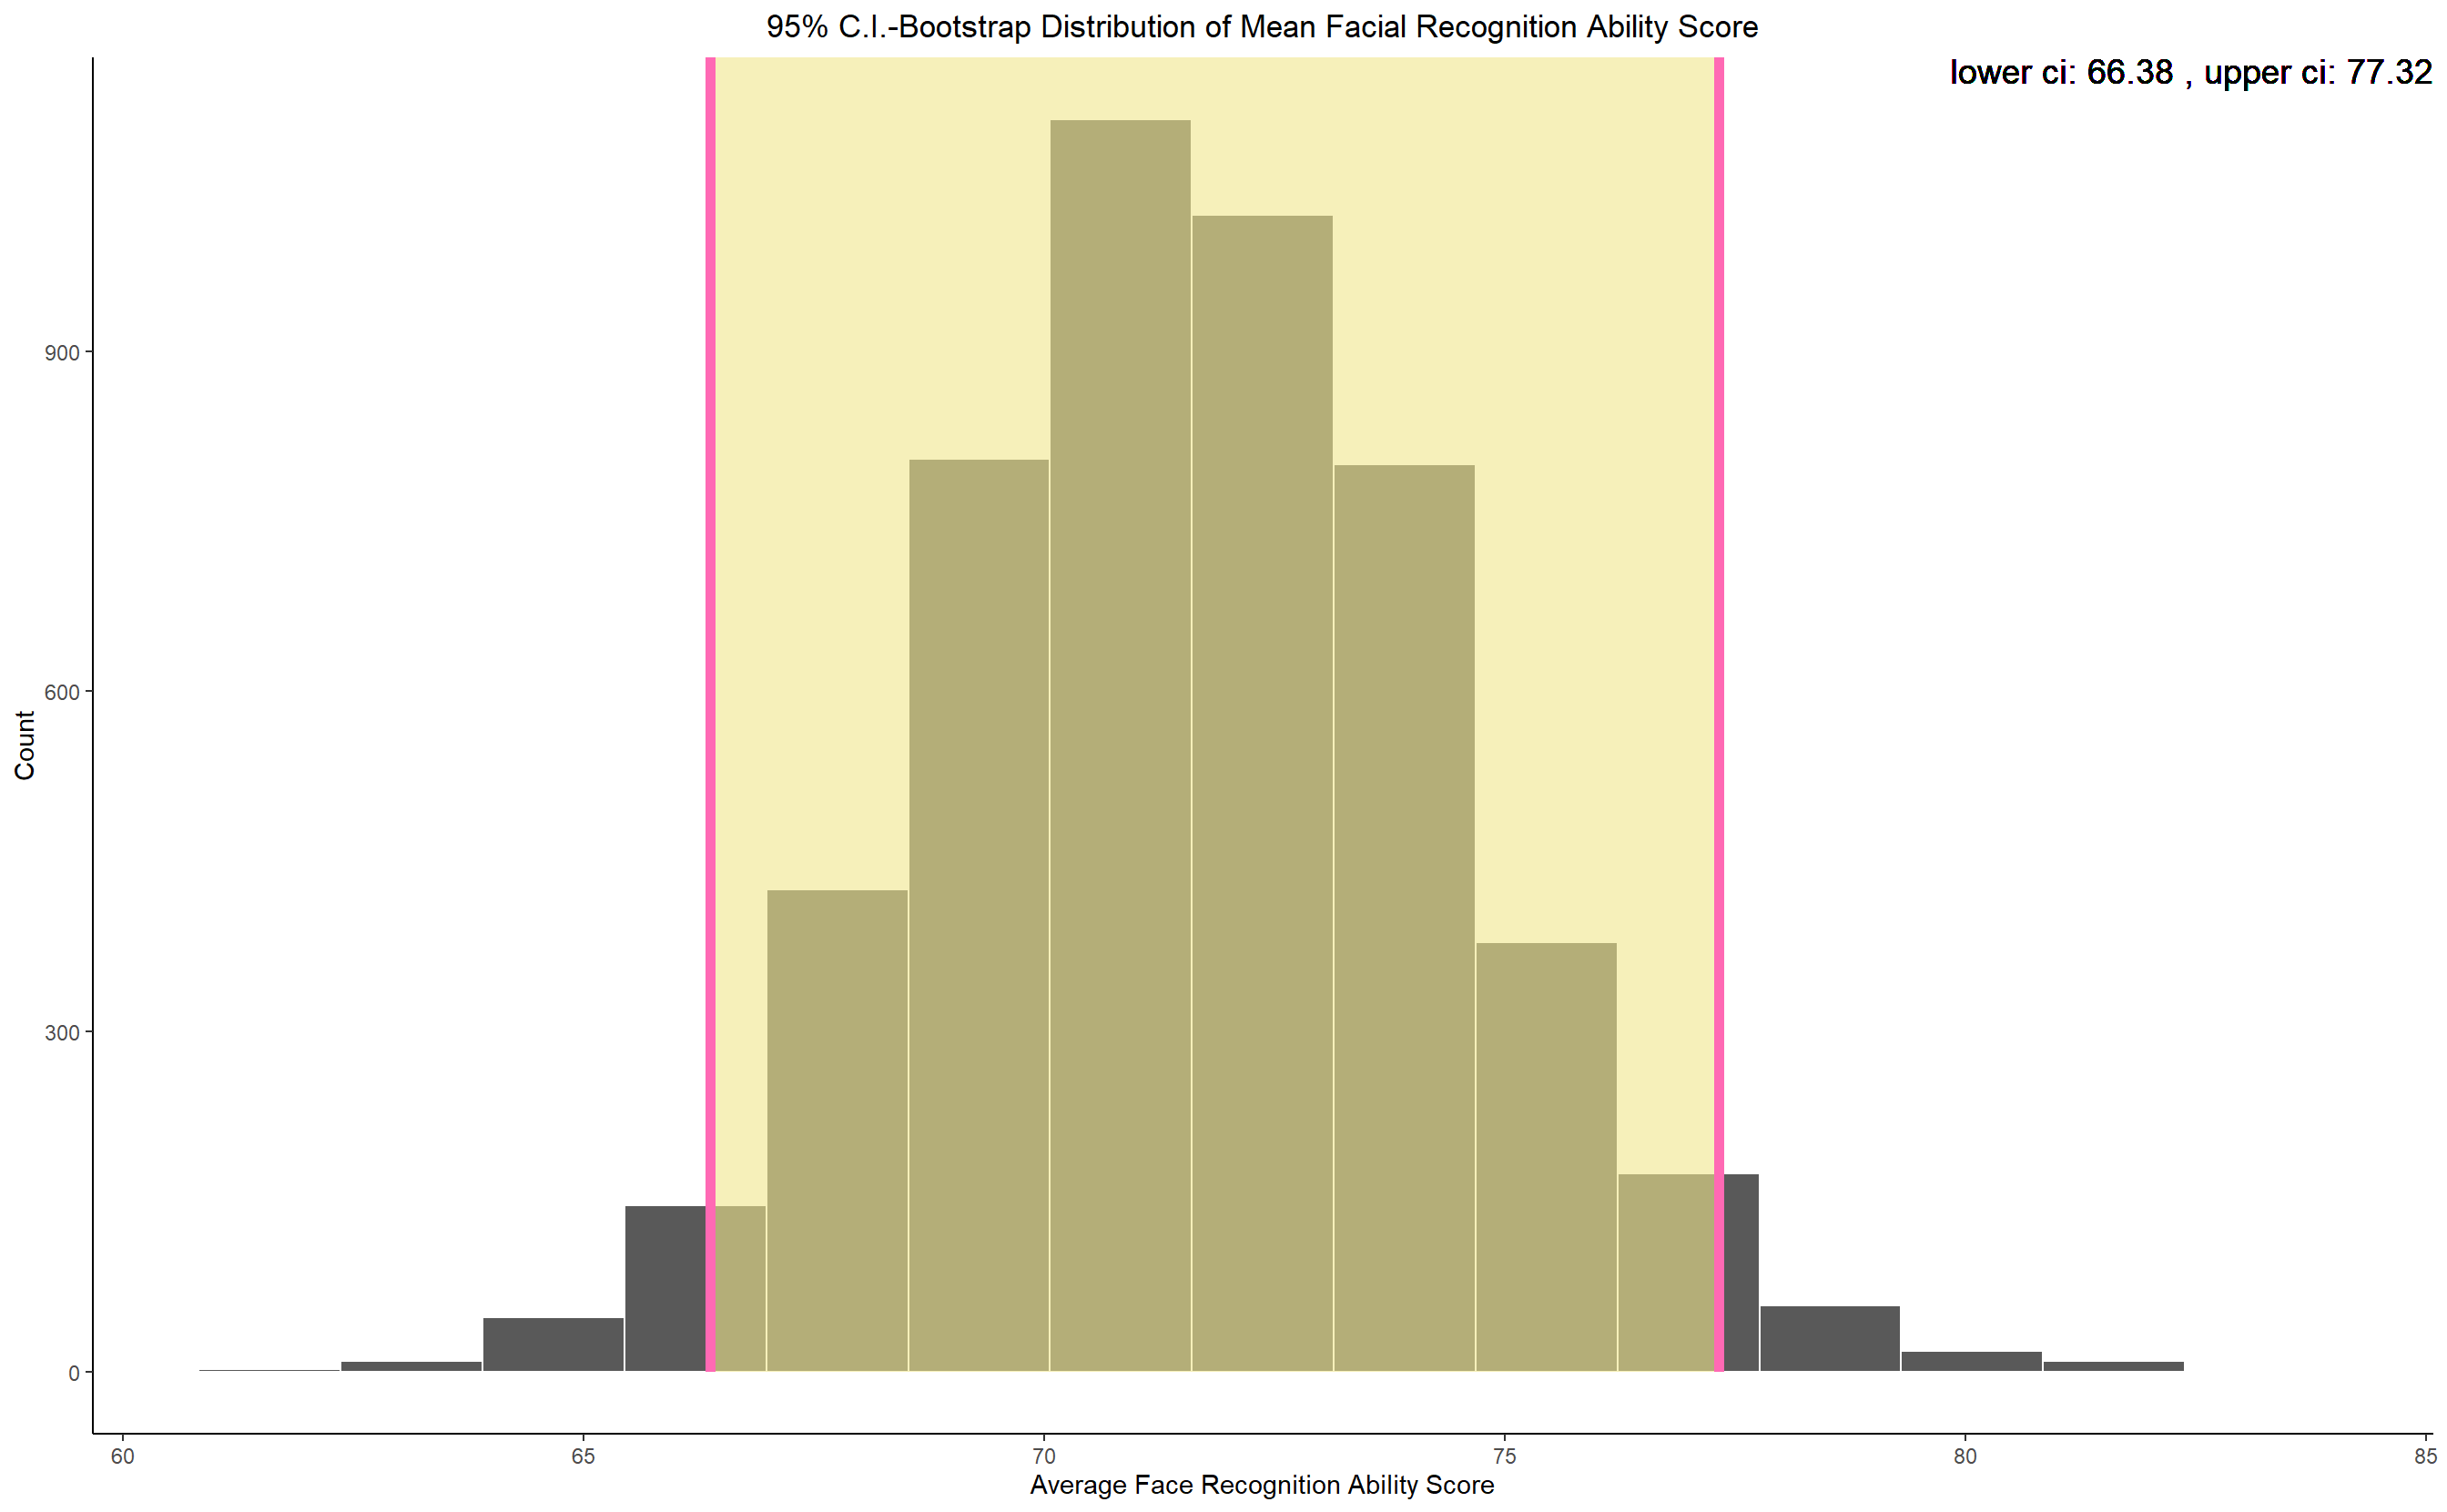 95% C.I.-Bootstrap Distribution of Mean Facial Recognition Ability Score
lower ci: 66.38 , upper ci: 77.32
900
600
300
0
Count
60 65 70 75 80 85
Average Face Recognition Ability Score